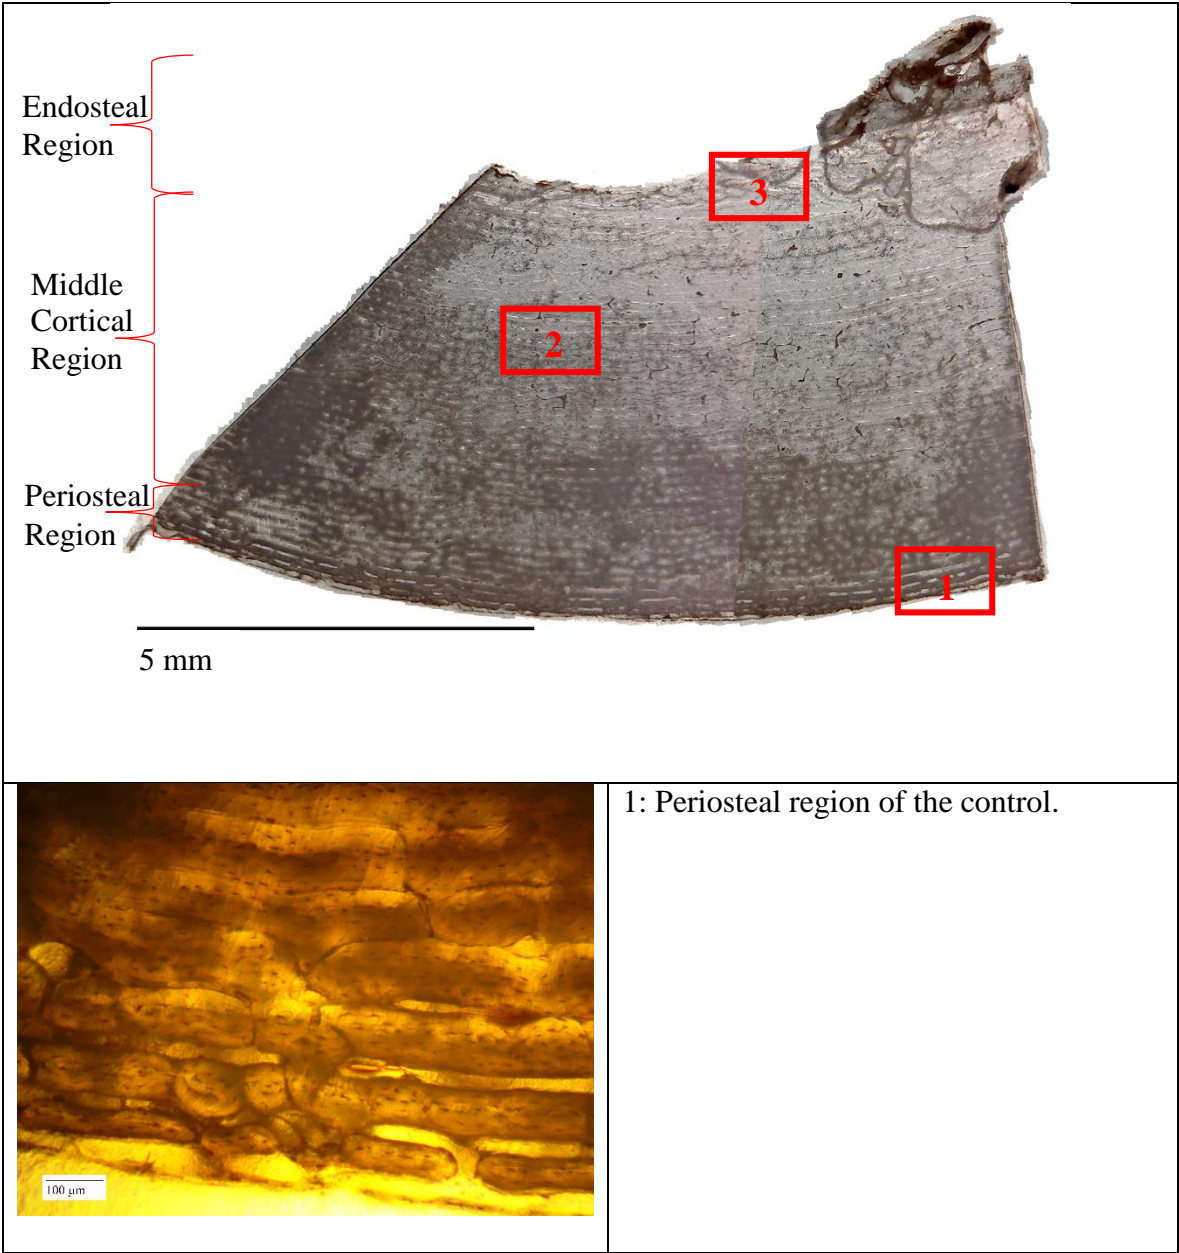 Endosteal
Region
3
Middle
Cortical
Region
2
Periosteal
Region
1
5 mm
1: Periosteal region of the control.
100 μm